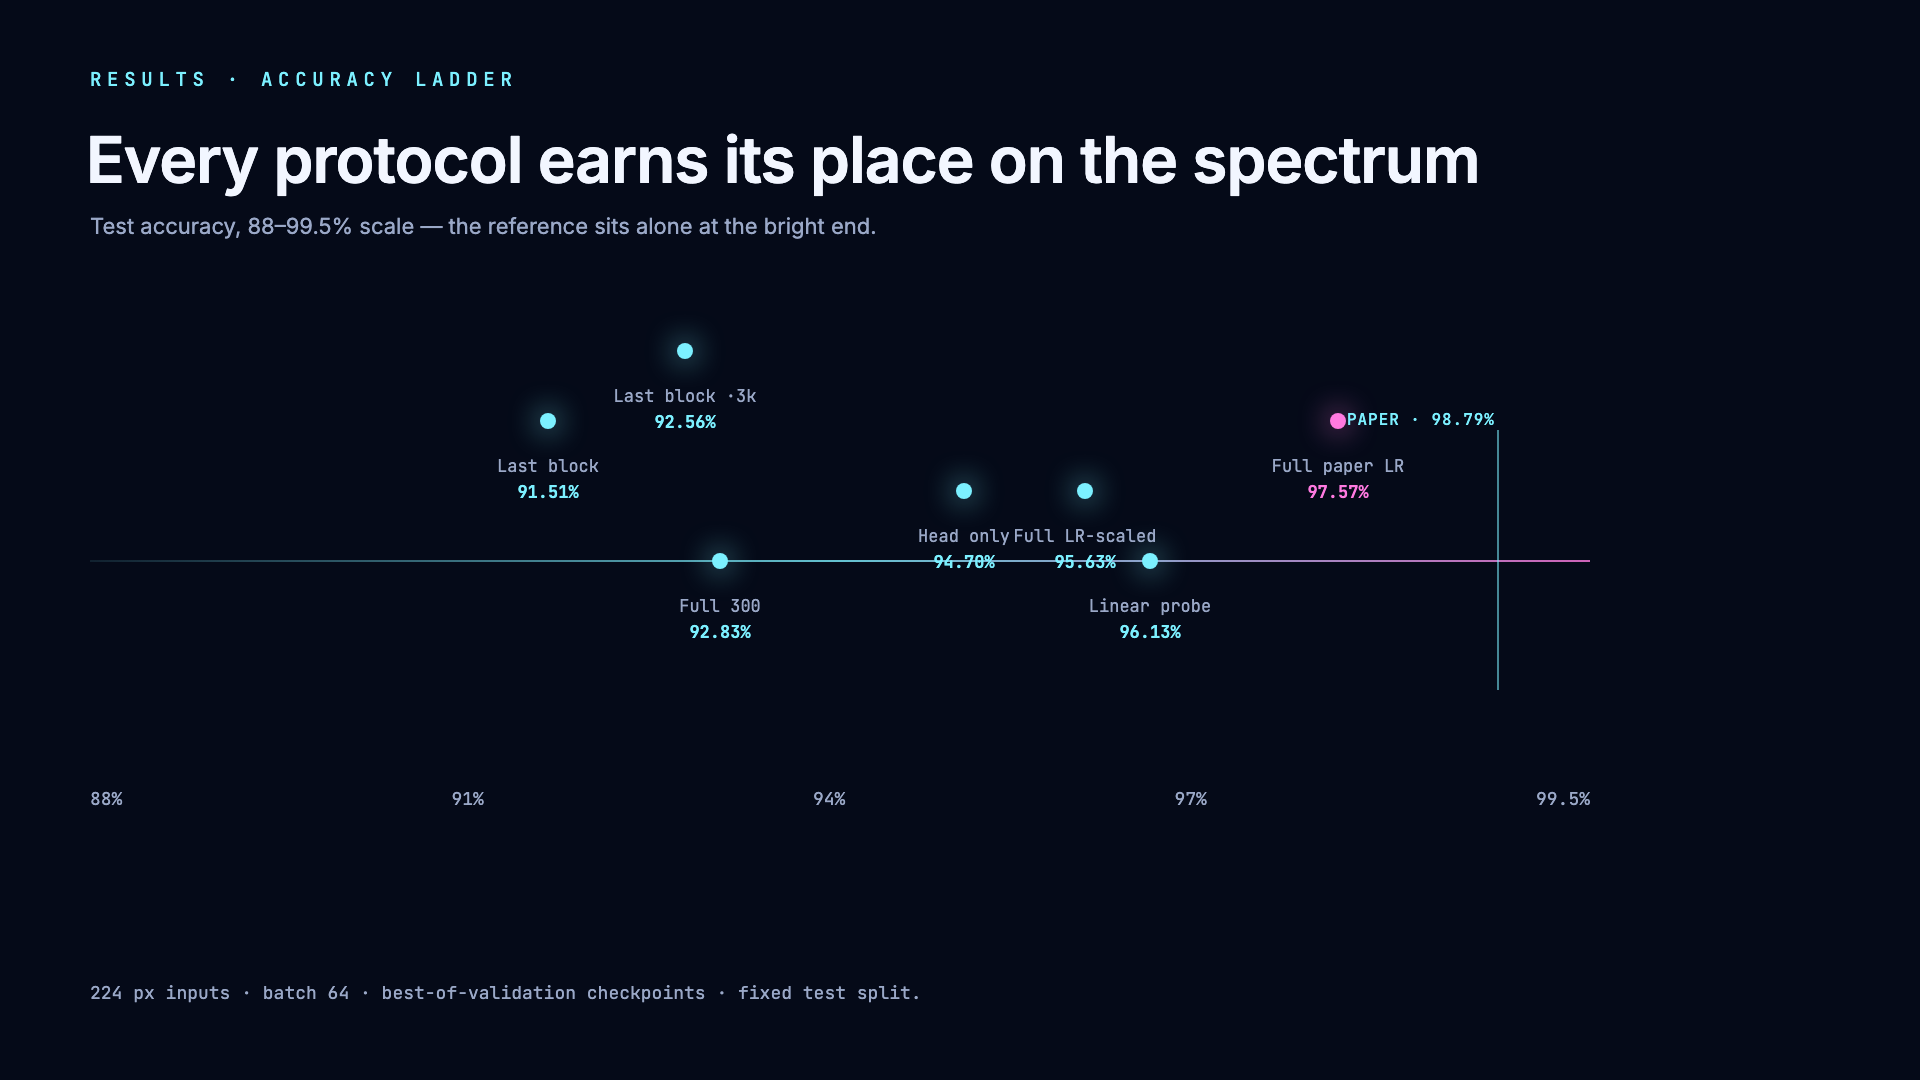 RESULTS · ACCURACY LADDER
Every protocol earns its place on the spectrum
Test accuracy, 88–99.5% scale — the reference sits alone at the bright end.
Last block ·3k
92.56%
Last block
91.51%
PAPER · 98.79%
Full paper LR
97.57%
Head only
94.70%
Full LR-scaled
95.63%
Full 300
92.83%
Linear probe
96.13%
88% 91% 94% 97% 99.5%
224 px inputs · batch 64 · best-of-validation checkpoints · fixed test split.